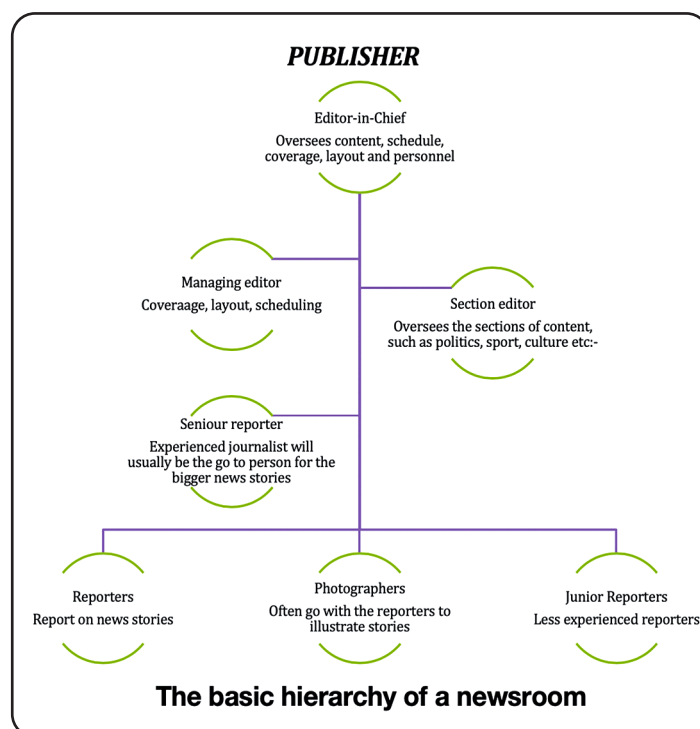 PUBLISHER
Editor-in-Chief
Oversees content, schedule,
coverage, layout and personnel
Managing editor
Coveraage, layout, scheduling
Section editor
Oversees the sections of content,
such as politics, sport, culture etc:-
Seniour reporter
Experienced journalist will
usually be the go to person for the
bigger news stories
Reporters
Report on news stories
Photographers
Often go with the reporters to
illustrate stories
Junior Reporters
Less experienced reporters
The basic hierarchy of a newsroom